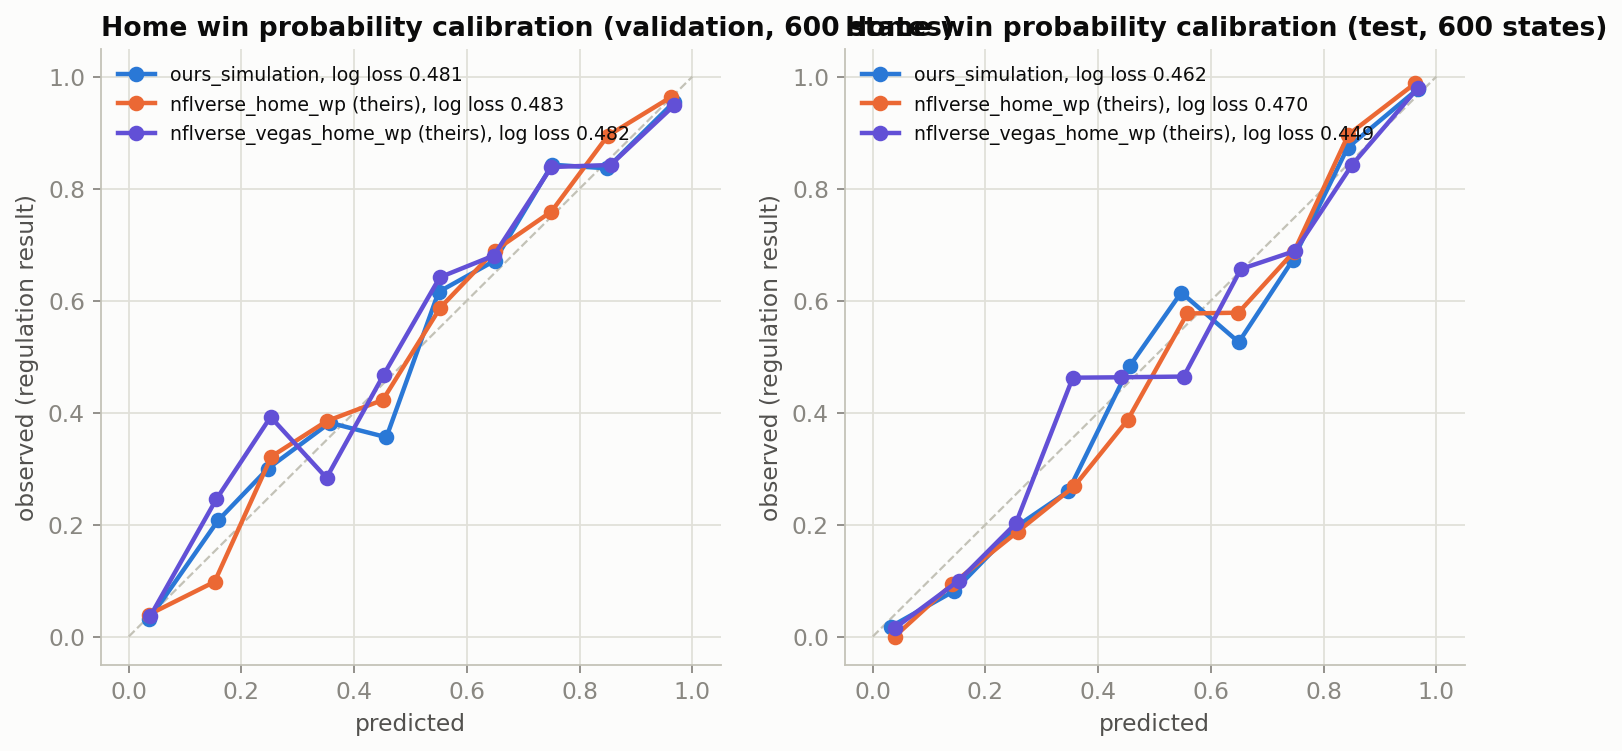 Home win probability calibration (validation, 600 states)
ours_simulation, log loss 0.481
nflverse_home_wp (theirs), log loss 0.483
nflverse_vegas_home_wp (theirs), log loss 0.482
observed (regulation result)
1.0
0.8
0.6
0.4
0.2
0.0
0.0 0.2 0.4 0.6 0.8 1.0
predicted
Home win probability calibration (test, 600 states)
ours_simulation, log loss 0.462
nflverse_home_wp (theirs), log loss 0.470
nflverse_vegas_home_wp (theirs), log loss 0.449
observed (regulation result)
1.0
0.8
0.6
0.4
0.2
0.0
0.0 0.2 0.4 0.6 0.8 1.0
predicted